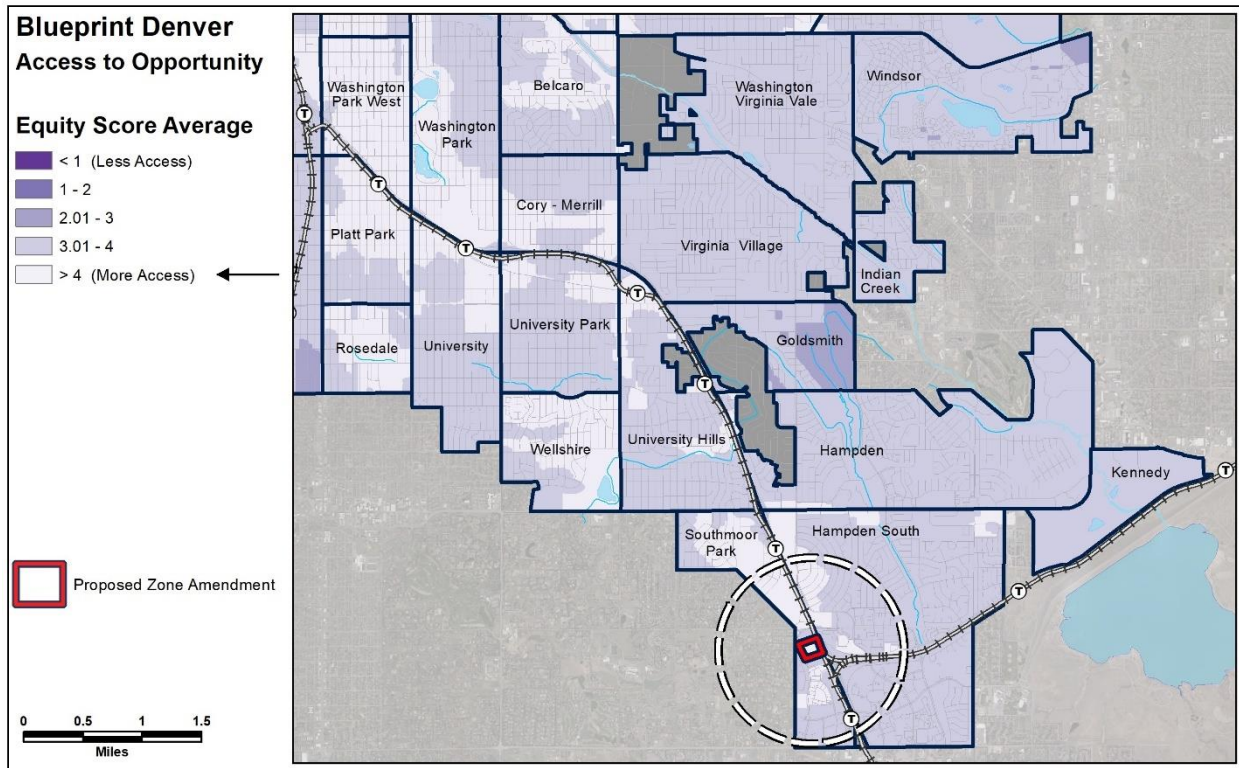 Blueprint Denver
Access to Opportunity
Equity Score Average
< 1 (Less Access)
1 - 2
2.01 - 3
3.01 - 4
> 4 (More Access)
Proposed Zone Amendment
0 0.5 1 1.5
Miles
Washington
Park West
Washington
Park
Belcaro
Washington
Virginia Vale
Windsor
Platt Park
Cory - Merrill
Virginia Village
Indian
Creek
Rosedale
University
University Park
Goldsmith
Wellshire
University Hills
Hampden
Kennedy
Southmoor
Park
Hampden South
T
T
T
T
T
T
T
T
T